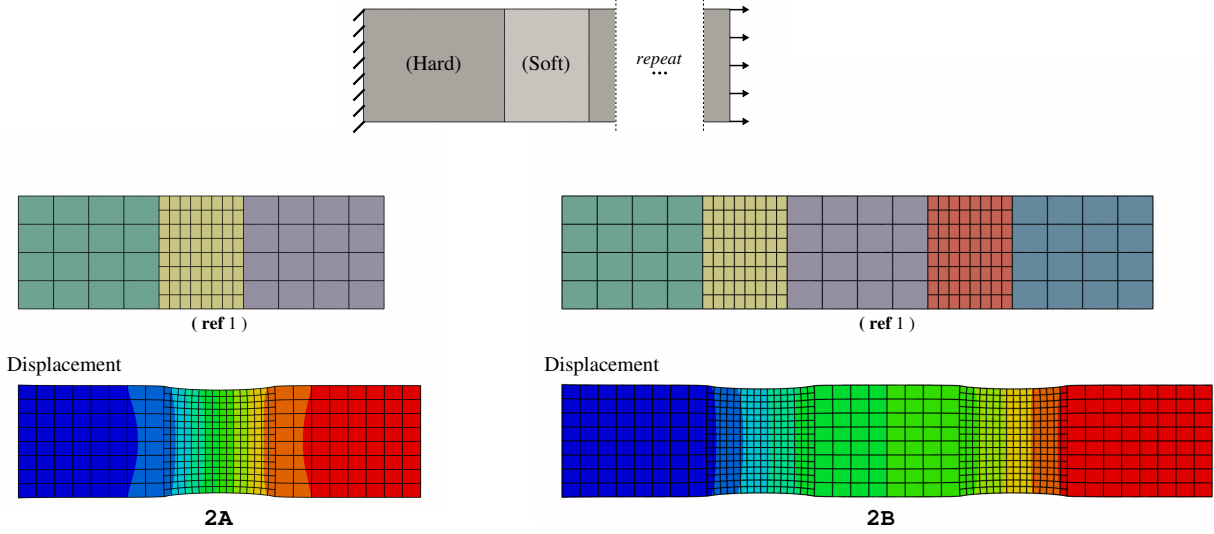 (Hard) (Soft) repeat
...
( ref 1 ) ( ref 1 )
Displacement Displacement
2A 2B